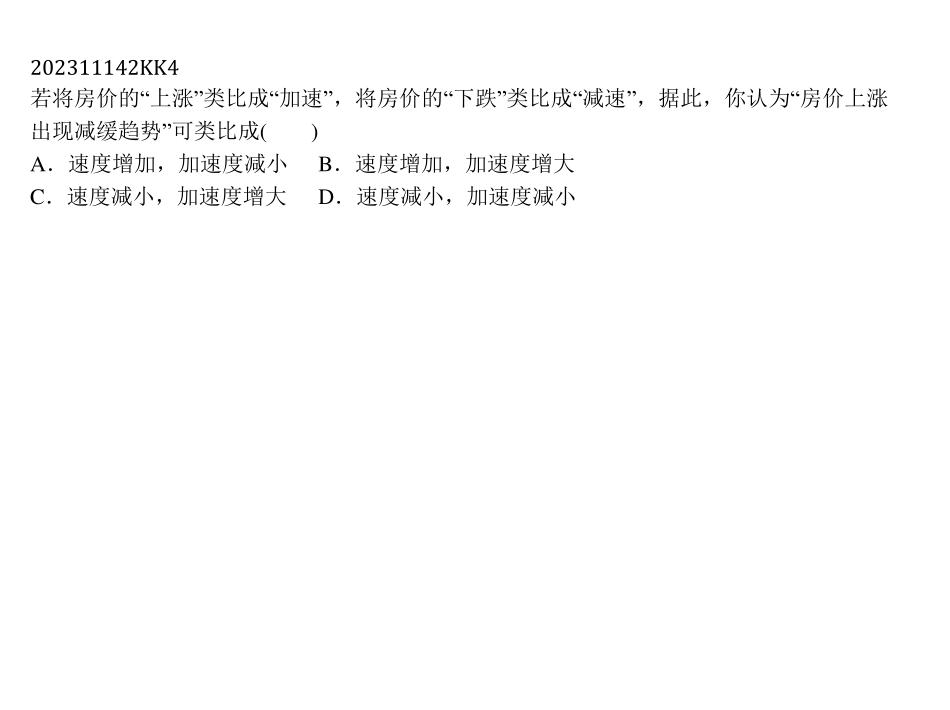 202311142KK4
若将房价的“上涨”类比成“加速”，将房价的“下跌”类比成“减速”，据此，你认为“房价上涨
出现减缓趋势”可类比成(　　)
A．速度增加，加速度减小　B．速度增加，加速度增大
C．速度减小，加速度增大　D．速度减小，加速度减小